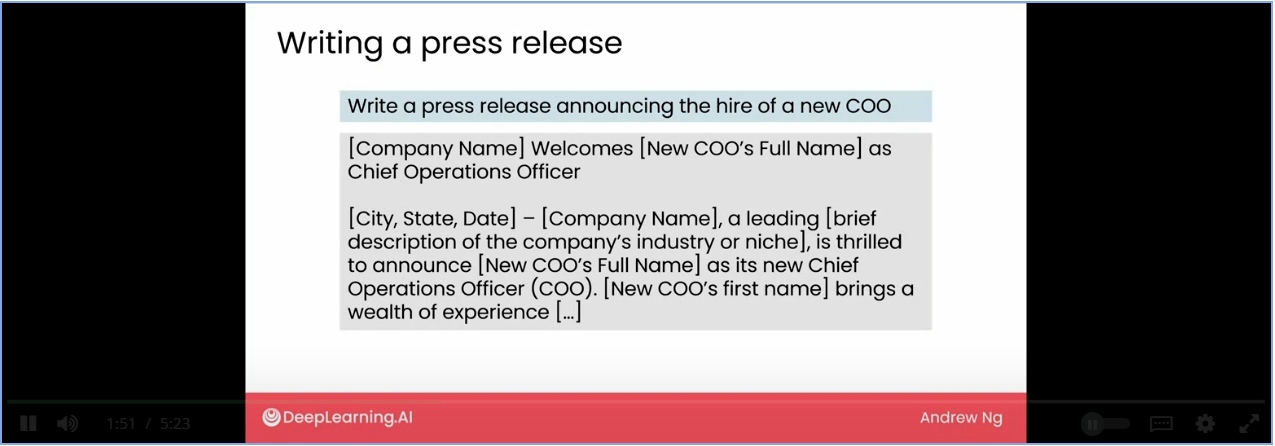 Writing a press release
Write a press release announcing the hire of a new COO
[Company Name] Welcomes [New COO's Full Name] as
Chief Operations Officer
[City, State, Date] – [Company Name], a leading [brief
description of the company's industry or niche], is thrilled
to announce [New COO's Full Name] as its new Chief
Operations Officer (COO). [New COO's first name] brings a
wealth of experience [...]
DeepLearning.AI
Andrew Ng
1:51 / 5:23